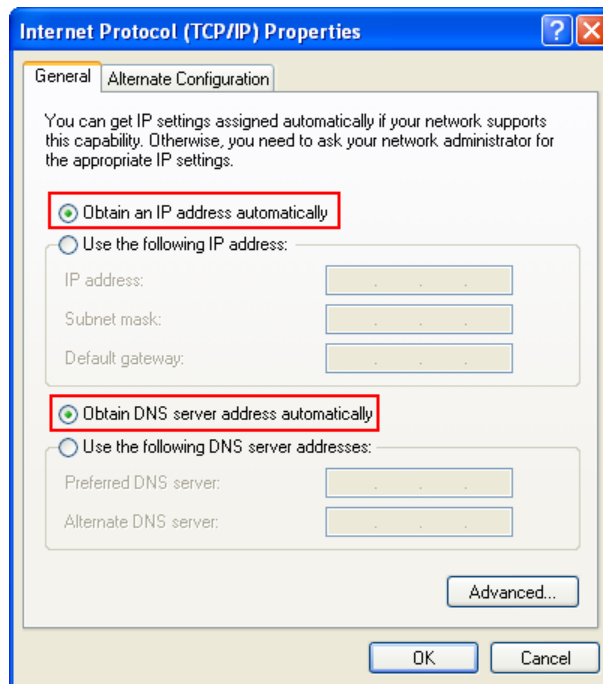 Internet Protocol (TCP/IP) Properties
General
Alternate Configuration
You can get IP settings assigned automatically if your network supports
this capability. Otherwise, you need to ask your network administrator for
the appropriate IP settings.
Obtain an IP address automatically
Use the following IP address:
IP address:
Subnet mask:
Default gateway:
Obtain DNS server address automatically
Use the following DNS server addresses:
Preferred DNS server:
Alternate DNS server:
Advanced...
OK
Cancel